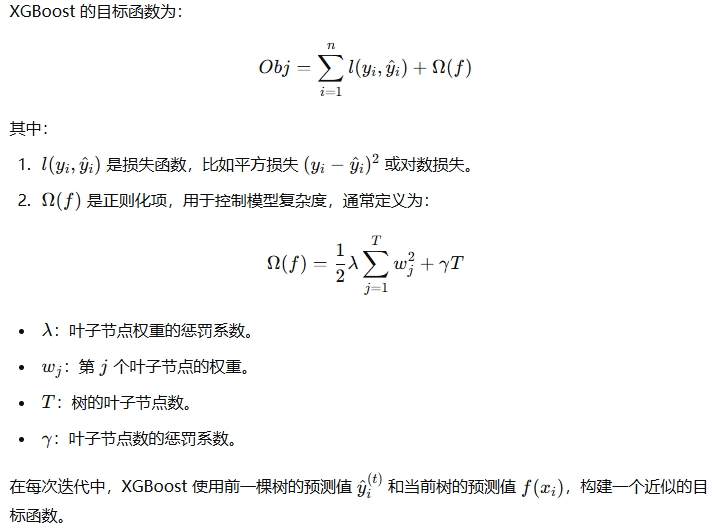 XGBoost 的目标函数为：
Obj = \sum_{i=1}^{n} l(y_i, \hat{y}_i) + Ω(f)
其中：
1. l(y_i, \hat{y}_i) 是损失函数，比如平方损失 (y_i − \hat{y}_i)^2 或对数损失。
2. Ω(f) 是正则化项，用于控制模型复杂度，通常定义为：
Ω(f) = \frac{1}{2} λ \sum_{j=1}^{T} w_j^2 + γT
• λ：叶子节点权重的惩罚系数。
• w_j：第 j 个叶子节点的权重。
• T：树的叶子节点数。
• γ：叶子节点数的惩罚系数。
在每次迭代中，XGBoost 使用前一棵树的预测值 \hat{y}_i^{(t)} 和当前树的预测值 f(x_i)，构建一个近似的目
标函数。